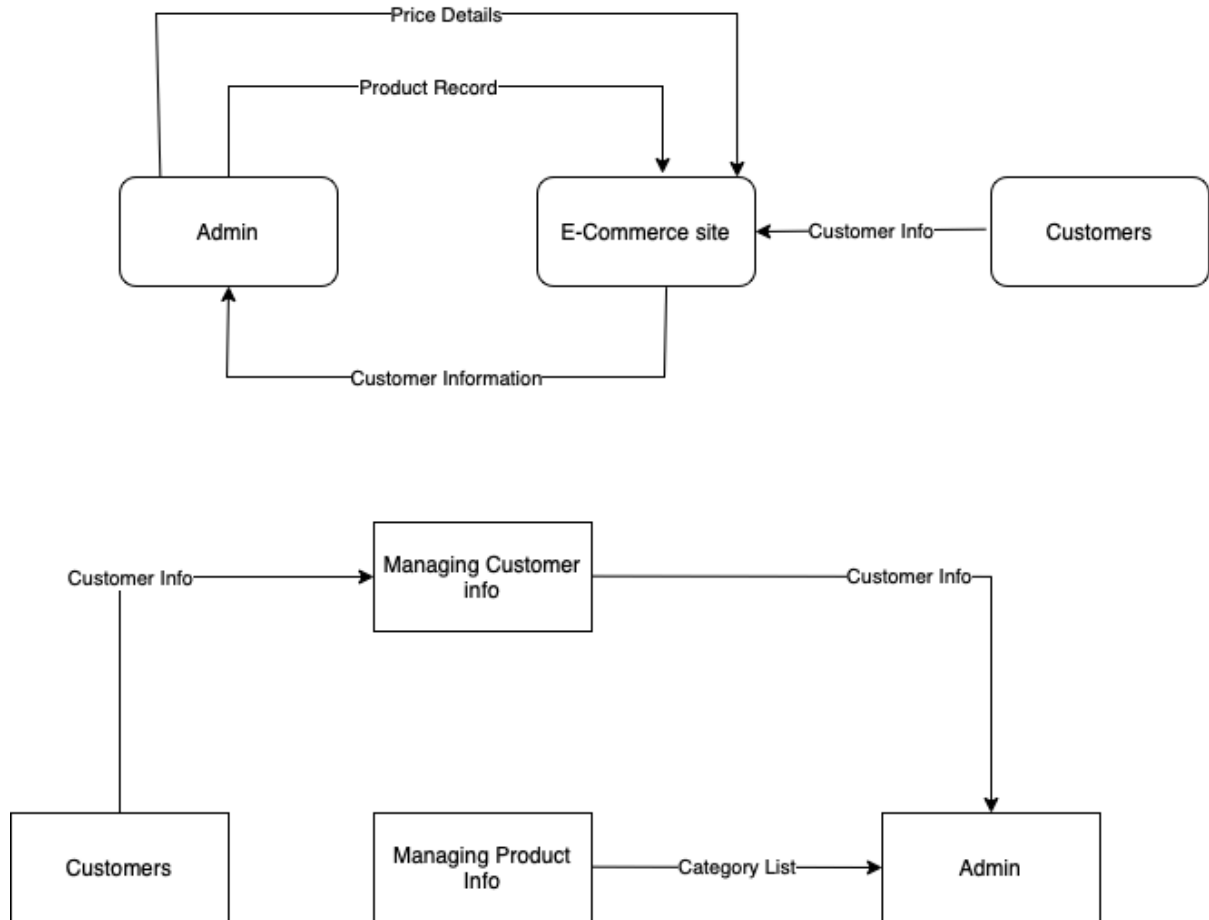 Price Details
Product Record
Admin
E-Commerce site
Customer Info
Customers
Customer Information
Managing Customer
info
Customer Info
Customer Info
Customers
Managing Product
Info
Category List
Admin